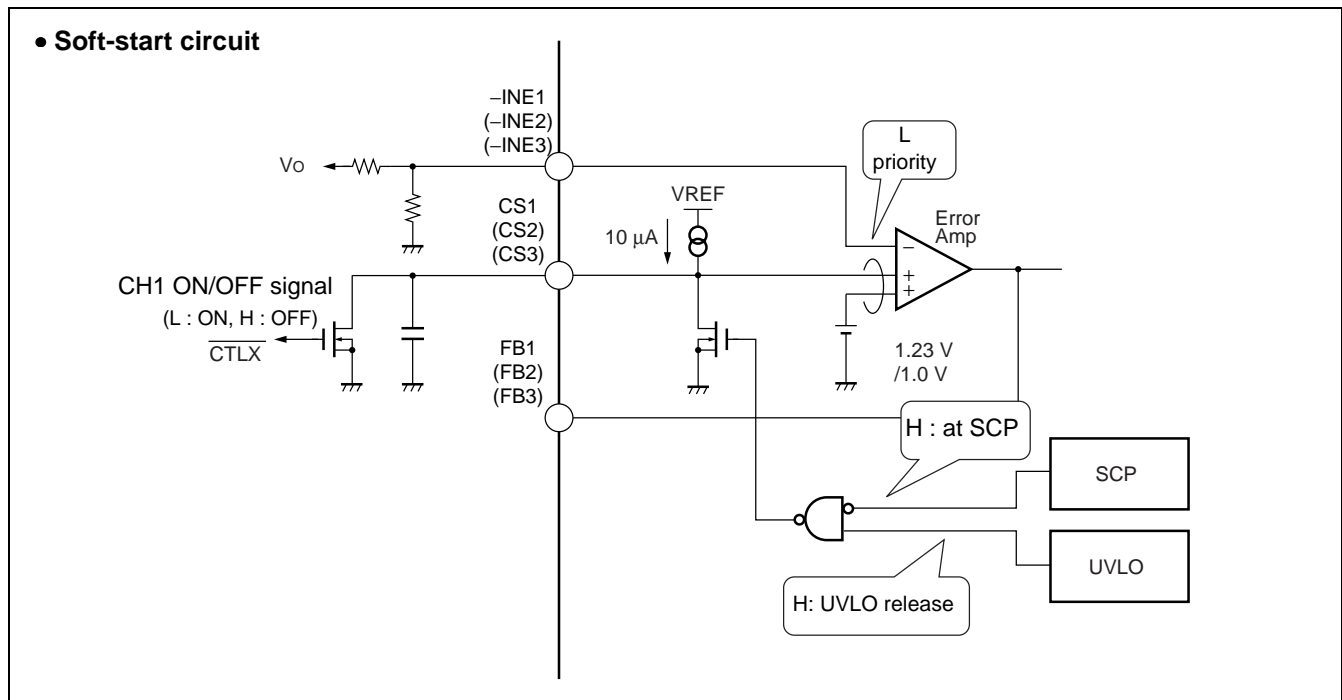 • Soft-start circuit
−INE1
(−INE2)
(−INE3)
L
priority
VO
CS1
(CS2)
(CS3)
VREF
10 µA
Error
Amp
−
+
+
CH1 ON/OFF signal
(L : ON, H : OFF)
CTLX
FB1
(FB2)
(FB3)
1.23 V
/1.0 V
H : at SCP
SCP
UVLO
H: UVLO release